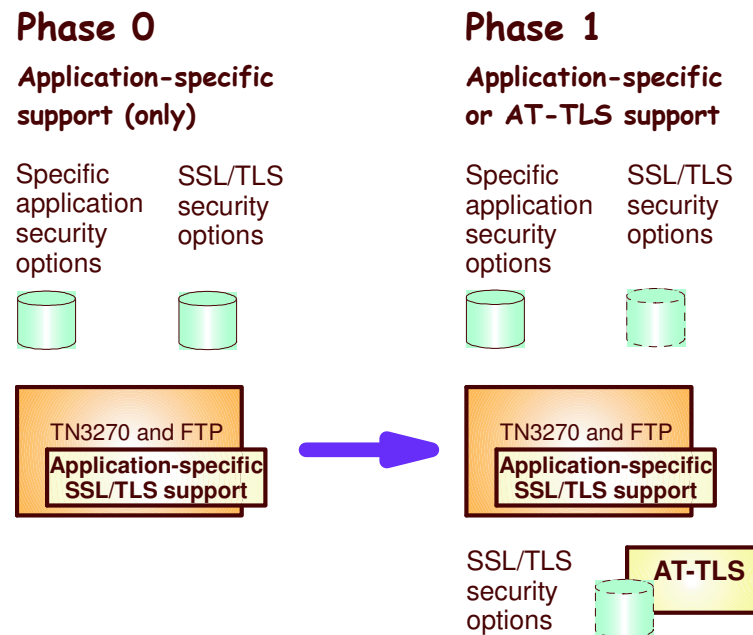 Phase 0
Application-specific
support (only)
Specific
application
security
options
SSL/TLS
security
options
TN3270 and FTP
Application-specific
SSL/TLS support
Phase 1
Application-specific
or AT-TLS support
Specific
application
security
options
SSL/TLS
security
options
TN3270 and FTP
Application-specific
SSL/TLS support
SSL/TLS
security
options
AT-TLS